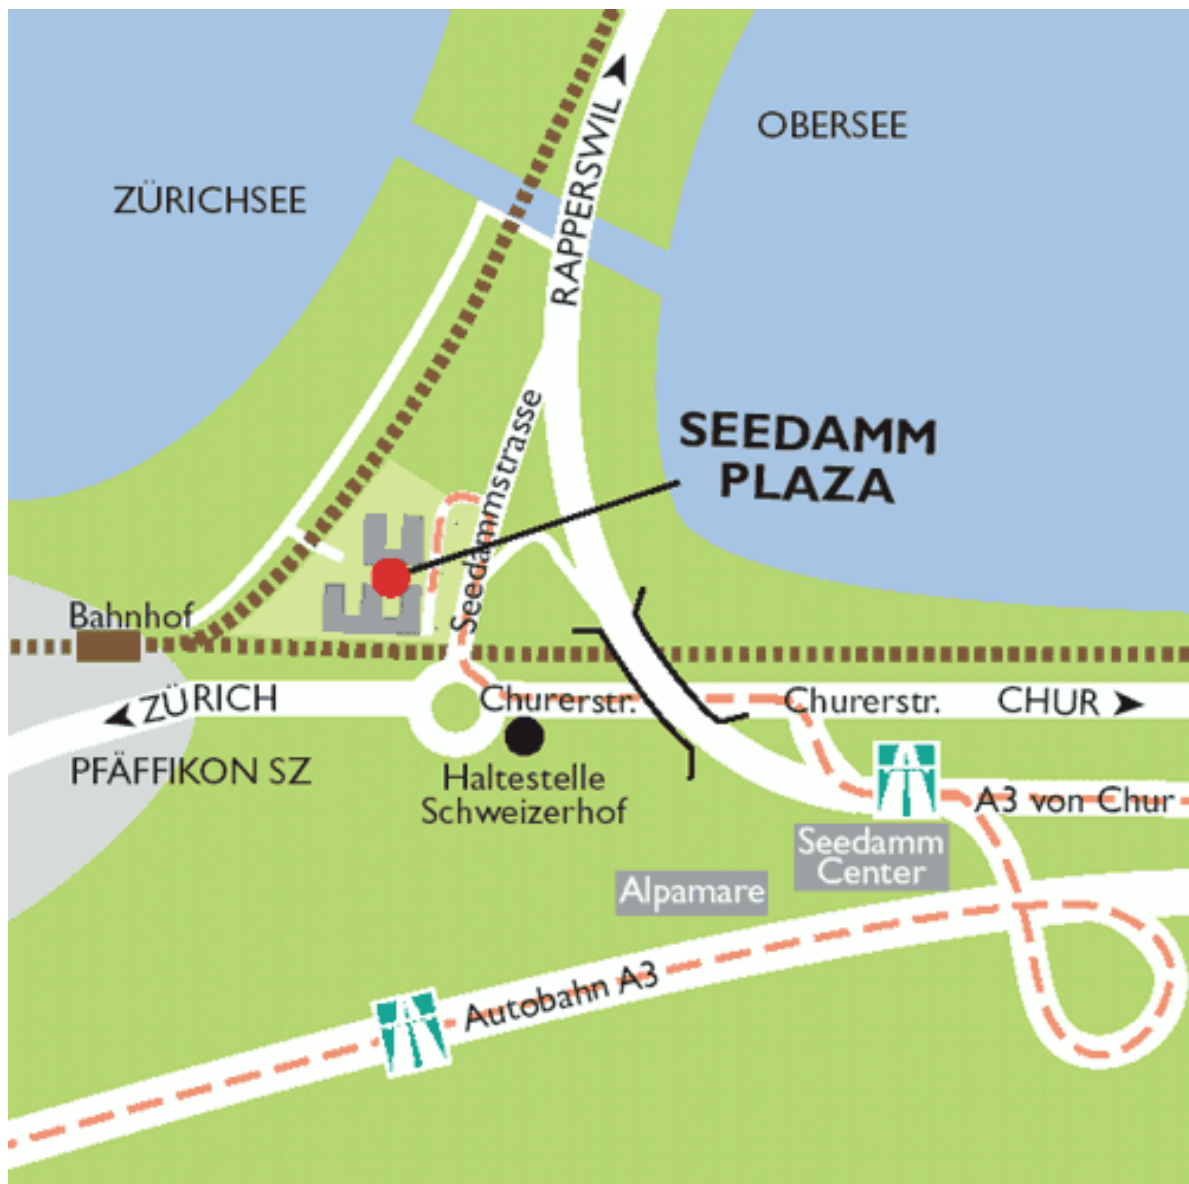 OBERSEE
ZÜRICHSEE
RAPPERSWIL
SEEDAMM
PLAZA
Seedammstrasse
Bahnhof
ZÜRICH
Churerstr.
Churerstr.
CHUR
PFÄFFIKON SZ
Haltestelle
Schweizerhof
A3 von Chur
Seedamm
Center
Alpamare
Autobahn A3